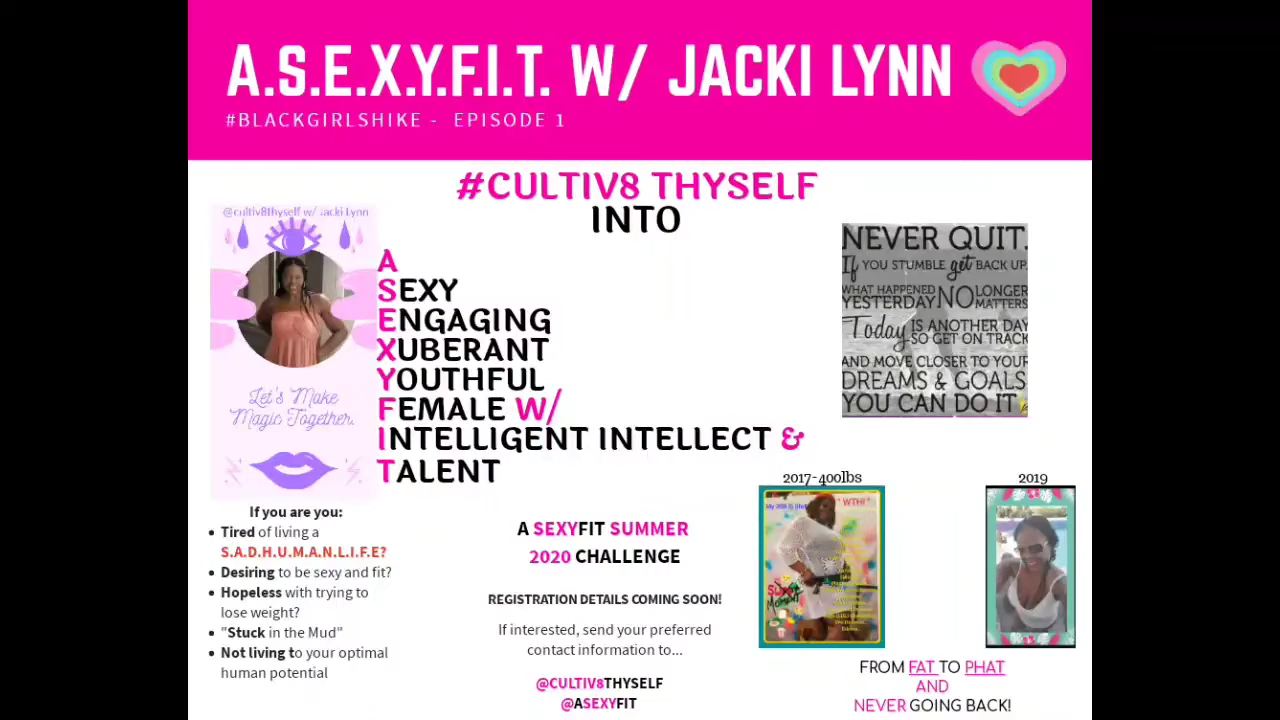 A.S.E.X.Y.F.I.T. W/ JACKI LYNN
#BLACKGIRLSHIKE - EPISODE 1
#CULTIV8 THYSELF
INTO
@cultiv8thyself w/ Jacki Lynn
Let's Make
Magic Together.
A
SEXY
ENGAGING
XUBERANT
YOUTHFUL
FEMALE W/
INTELLIGENT INTELLECT &
TALENT
NEVER QUIT.
If YOU STUMBLE get BACK UP.
WHAT HAPPENED
YESTERDAY NO LONGER
MATTERS
Today IS ANOTHER DAY
SO GET ON TRACK
AND MOVE CLOSER TO YOUR
DREAMS & GOALS
YOU CAN DO IT
If you are you:
• Tired of living a
S.A.D.H.U.M.A.N.L.I.F.E?
• Desiring to be sexy and fit?
• Hopeless with trying to
lose weight?
• "Stuck in the Mud"
• Not living to your optimal
human potential
A SEXYFIT SUMMER
2020 CHALLENGE
REGISTRATION DETAILS COMING SOON!
If interested, send your preferred
contact information to...
@CULTIV8THYSELF
@ASEXYFIT
2017-400lbs
" WTH! "
2019
FROM FAT TO PHAT
AND
NEVER GOING BACK!